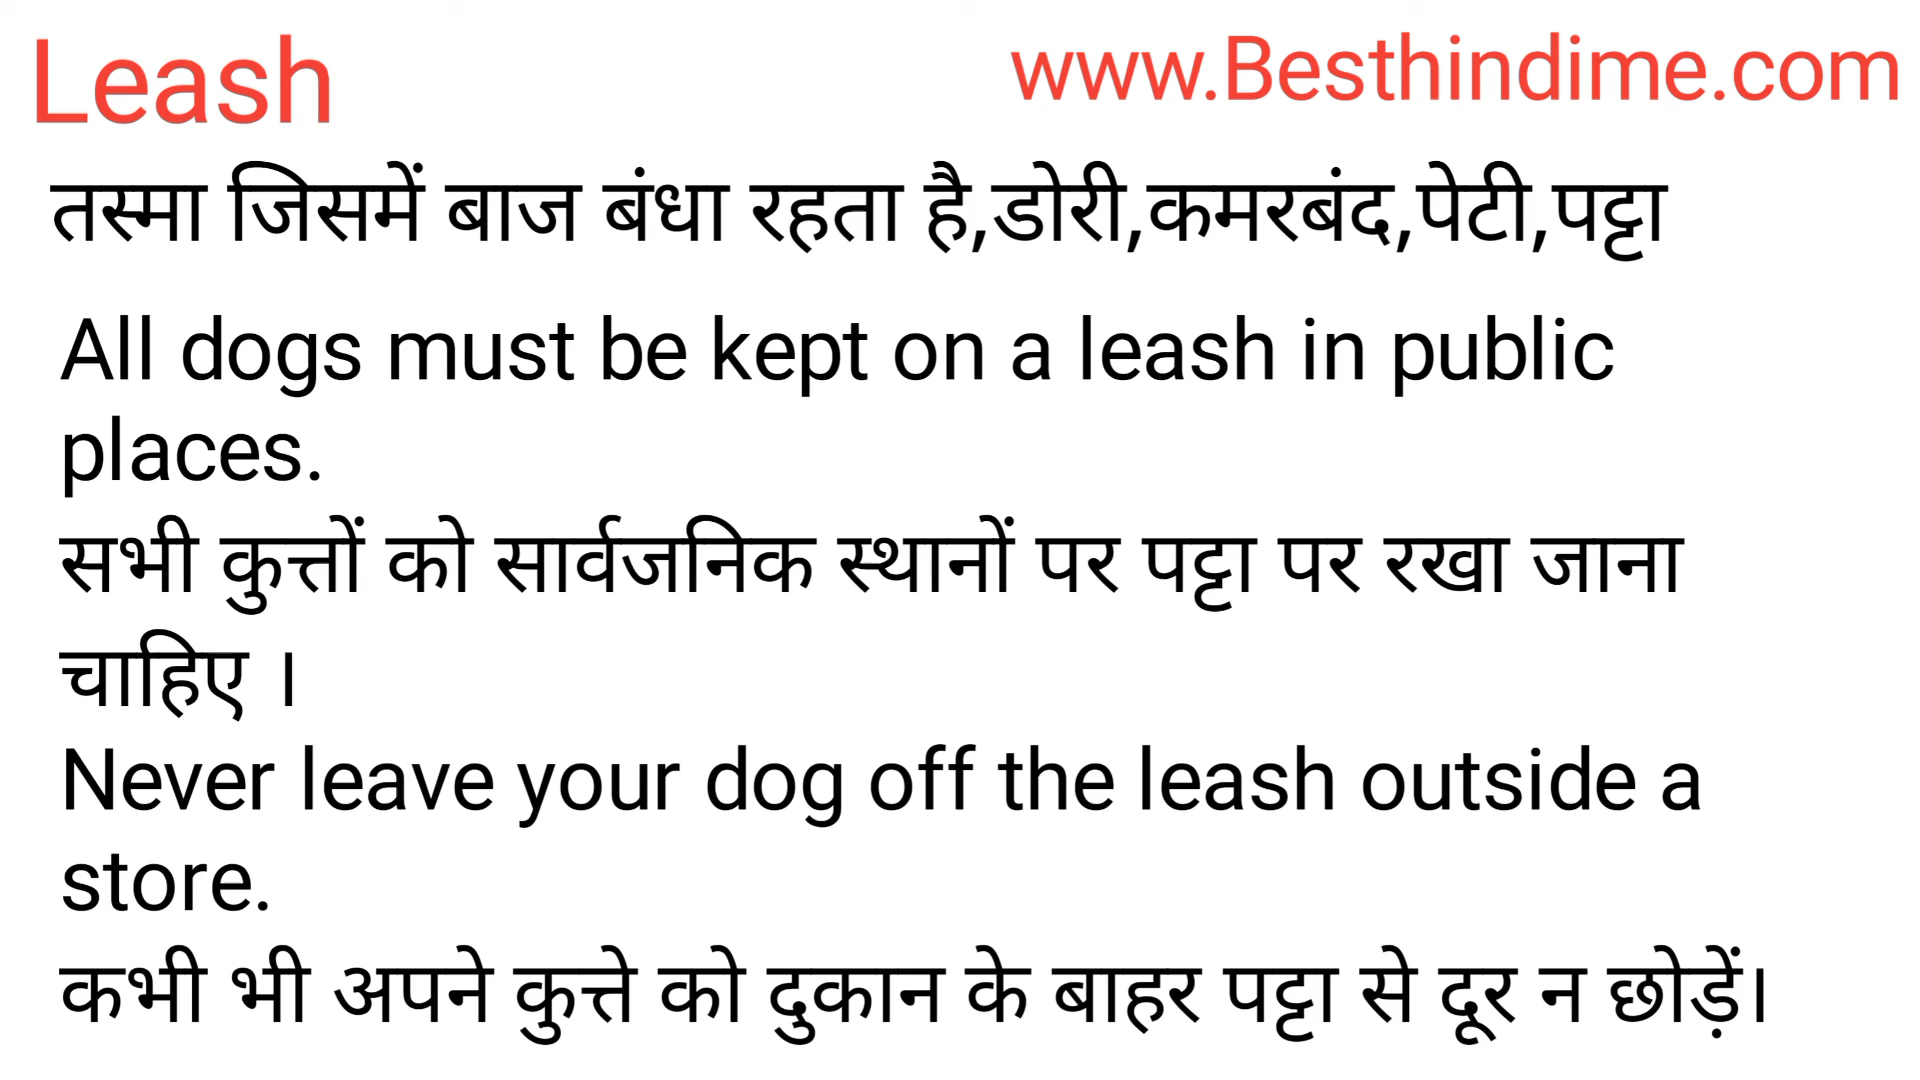 Leash
www.Besthindime.com
तस्मा जिसमें बाज बंधा रहता है,डोरी,कमरबंद,पेटी,पट्टा
All dogs must be kept on a leash in public
places.
सभी कुत्तों को सार्वजनिक स्थानों पर पट्टा पर रखा जाना
चाहिए ।
Never leave your dog off the leash outside a
store.
कभी भी अपने कुत्ते को दुकान के बाहर पट्टा से दूर न छोड़ें।